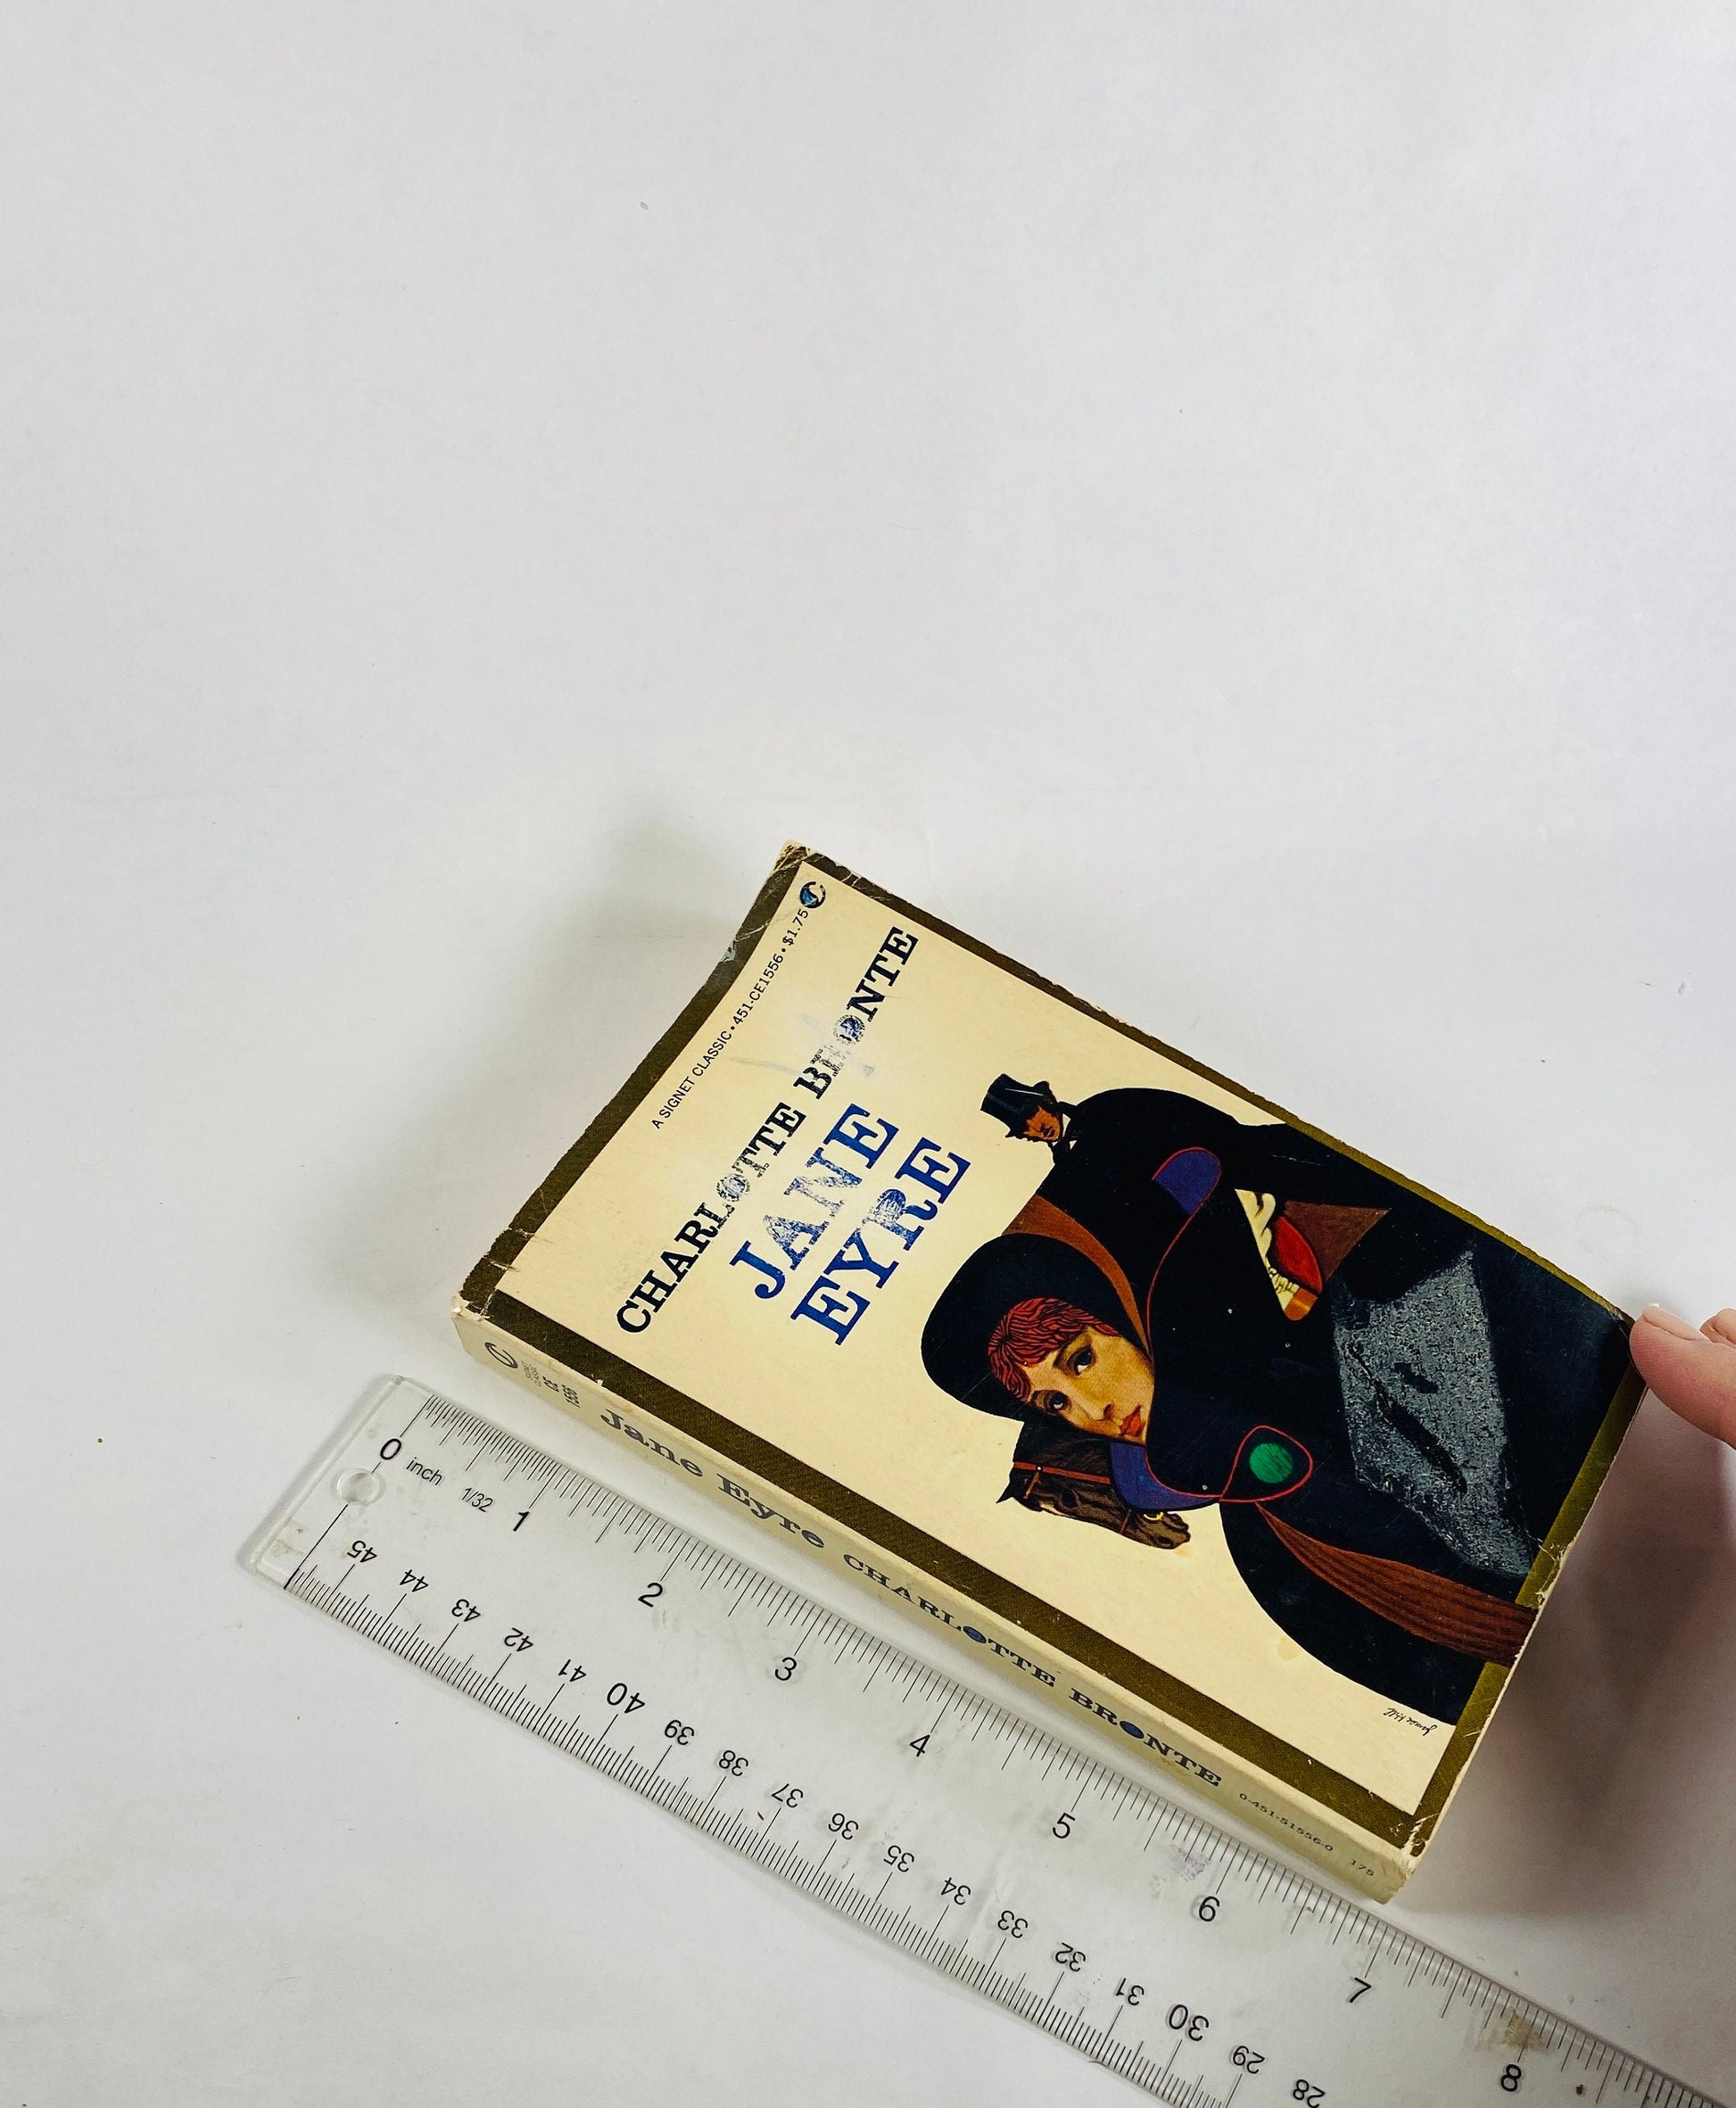 A SIGNET CLASSIC • 451-CE1556 • $1.75
CHARLOTTE BRONTE
JANE
EYRE
CE
1556
Jane Eyre CHARLOTTE BRONTE 0-451-51556-0 175
0 inch 1/32 1 2 3 4 5 6 7 8
45 44 43 42 41 40 39 38 37 36 35 34 33 32 31 30 29 28